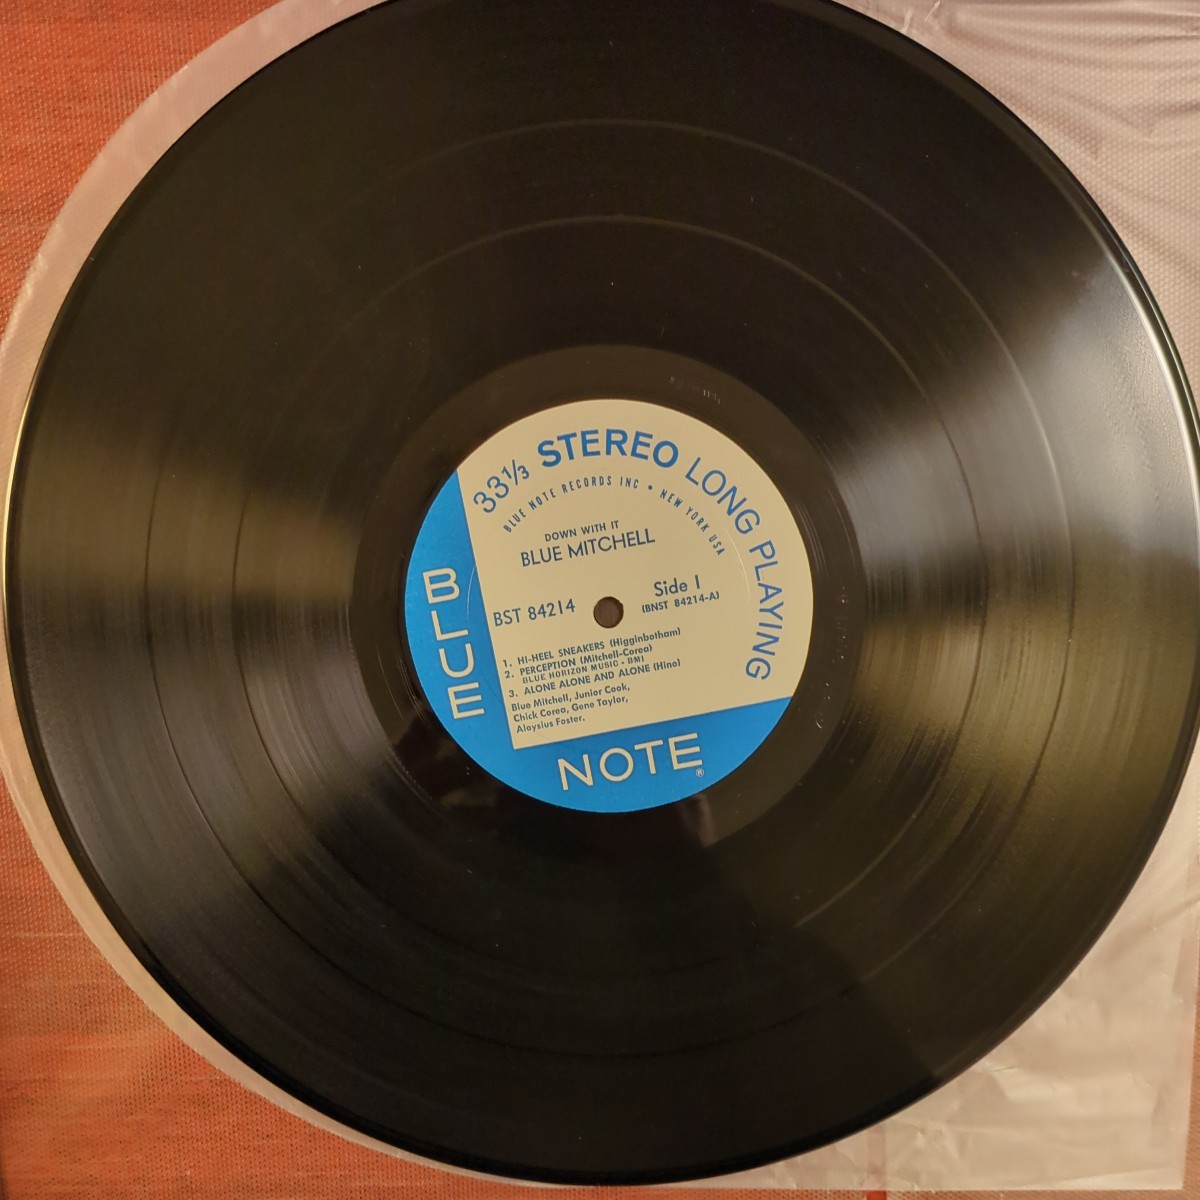 33⅓ STEREO LONG PLAYING
BLUE NOTE RECORDS INC • NEW YORK USA
DOWN WITH IT
BLUE MITCHELL
BST 84214
Side 1
(BNST 84214-A)
1. HI-HEEL SNEAKERS (Higginbotham)
2. PERCEPTION (Mitchell-Corea)
BLUE HORIZON MUSIC - BMI
3. ALONE ALONE AND ALONE (Hino)
Blue Mitchell, Junior Cook,
Chick Corea, Gene Taylor,
Aloysius Foster.
BLUE
NOTE ®